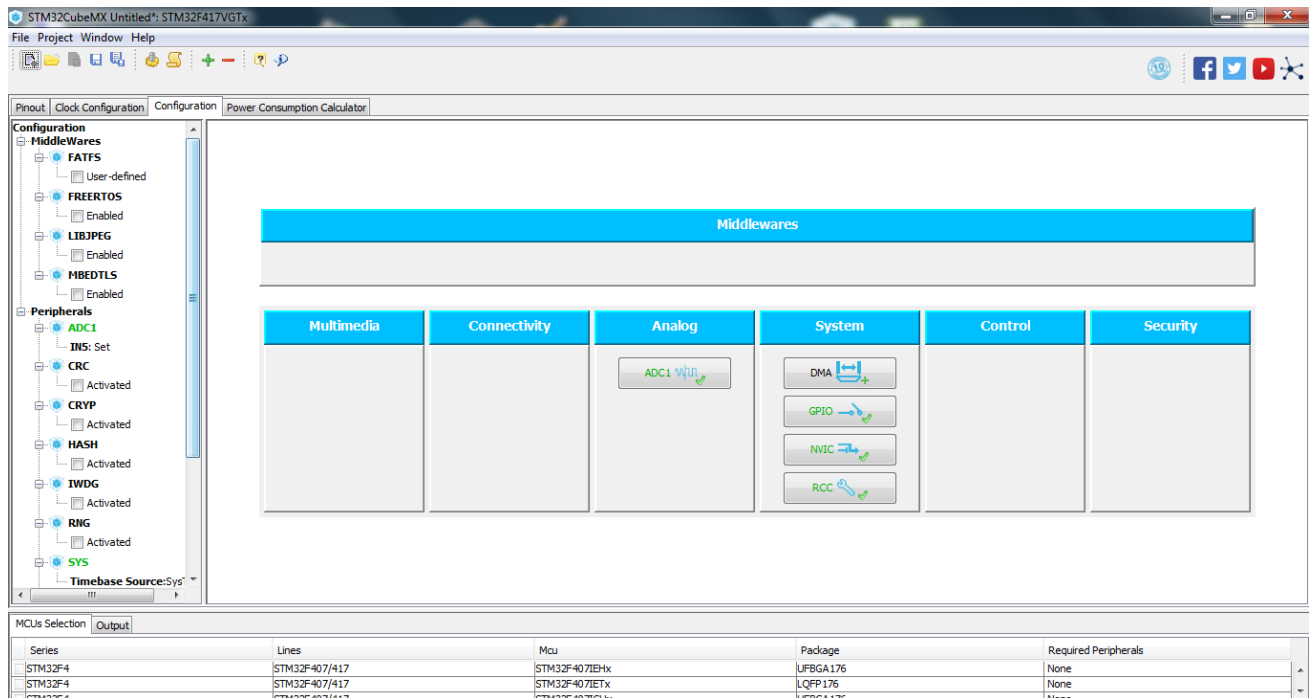 STM32CubeMX Untitled*: STM32F417VGTx
File Project Window Help
Pinout Clock Configuration Configuration Power Consumption Calculator
Configuration
MiddleWares
FATFS
User-defined
FREERTOS
Enabled
LIBJPEG
Enabled
MBEDTLS
Enabled
Peripherals
ADC1
IN5: Set
CRC
Activated
CRYP
Activated
HASH
Activated
IWDG
Activated
RNG
Activated
SYS
Timebase Source:
Middlewares
Multimedia Connectivity Analog System Control Security
ADC1 DMA
GPIO
NVIC
RCC
MCUs Selection Output
Series Lines Mcu Package Required Peripherals
STM32F4 STM32F407/417 STM32F407IEHx UFBGA176 None
STM32F4 STM32F407/417 STM32F407IETx LQFP176 None